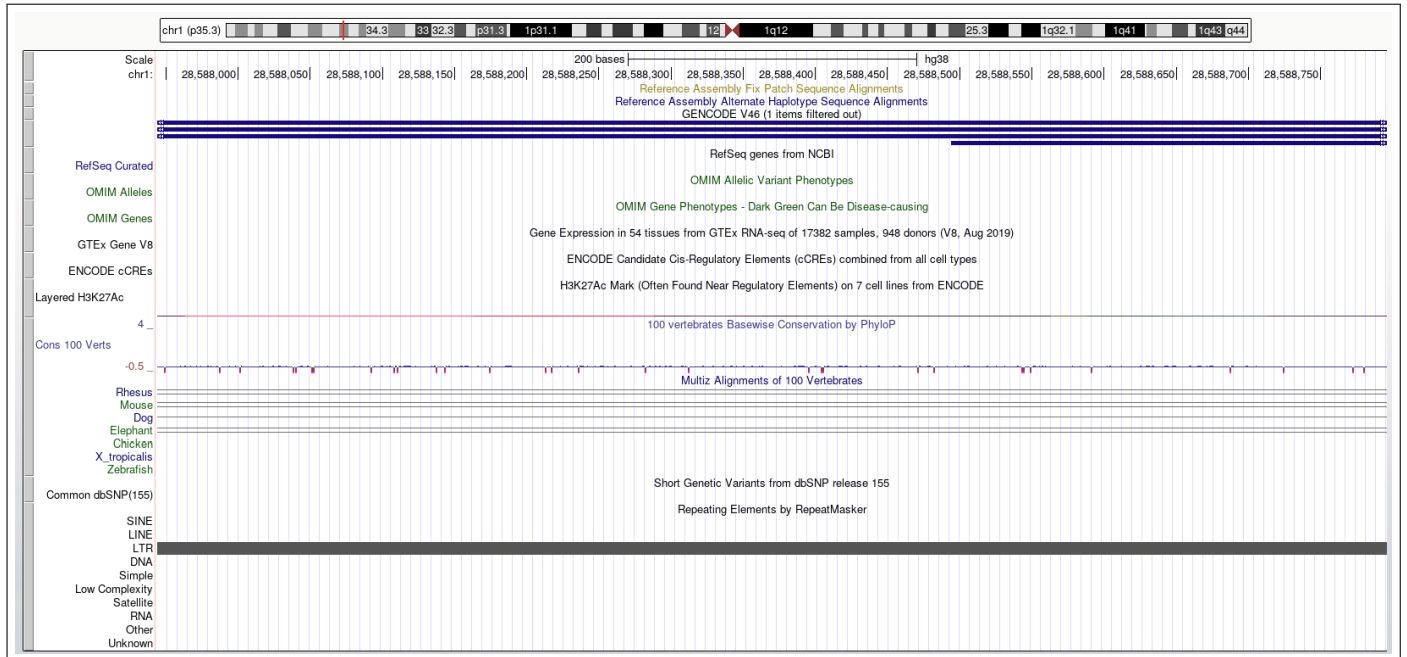 chr1 (p35.3) 34.3 33 32.3 p31.3 1p31.1 12 1q12 25.3 1q32.1 1q41 1q43 q44
Scale 200 bases hg38
chr1: 28,588,000 28,588,050 28,588,100 28,588,150 28,588,200 28,588,250 28,588,300 28,588,350 28,588,400 28,588,450 28,588,500 28,588,550 28,588,600 28,588,650 28,588,700 28,588,750
Reference Assembly Fix Patch Sequence Alignments
Reference Assembly Alternate Haplotype Sequence Alignments
GENCODE V46 (1 items filtered out)
RefSeq genes from NCBI
RefSeq Curated
OMIM Allelic Variant Phenotypes
OMIM Alleles
OMIM Gene Phenotypes - Dark Green Can Be Disease-causing
OMIM Genes
Gene Expression in 54 tissues from GTEx RNA-seq of 17382 samples, 948 donors (V8, Aug 2019)
GTEx Gene V8
ENCODE Candidate Cis-Regulatory Elements (cCREs) combined from all cell types
ENCODE cCREs
H3K27Ac Mark (Often Found Near Regulatory Elements) on 7 cell lines from ENCODE
Layered H3K27Ac
4 _ 100 vertebrates Basewise Conservation by PhyloP
Cons 100 Verts
-0.5 _
Multiz Alignments of 100 Vertebrates
Rhesus
Mouse
Dog
Elephant
Chicken
X_tropicalis
Zebrafish
Short Genetic Variants from dbSNP release 155
Common dbSNP(155)
Repeating Elements by RepeatMasker
SINE
LINE
LTR
DNA
Simple
Low Complexity
Satellite
RNA
Other
Unknown